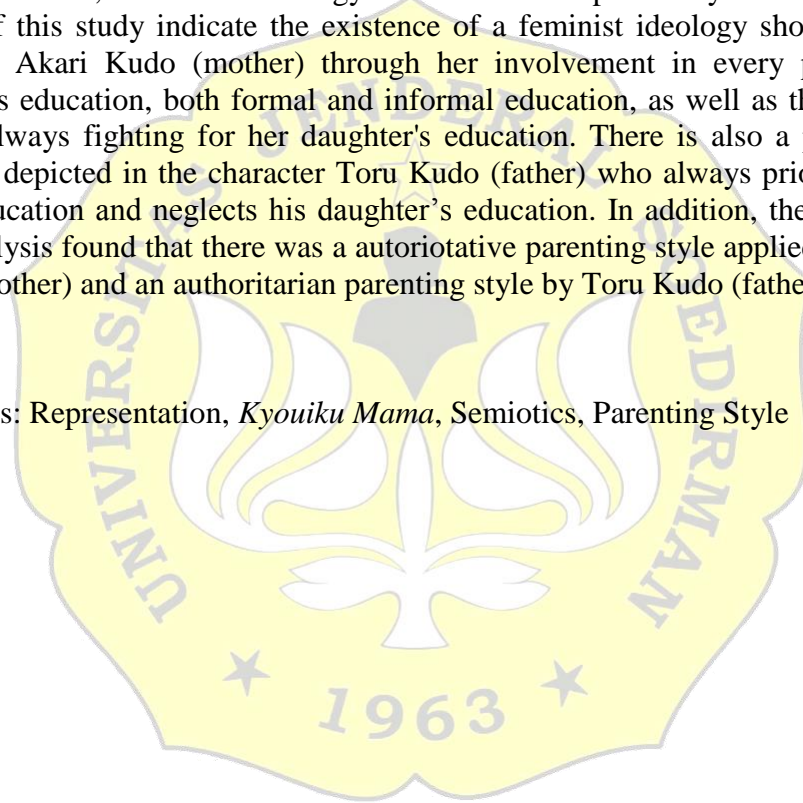 f this study indicate the existence of a feminist ideology sho
Akari Kudo (mother) through her involvement in every p
s education, both formal and informal education, as well as th
lways fighting for her daughter's education. There is also a p
depicted in the character Toru Kudo (father) who always prio
ucation and neglects his daughter’s education. In addition, the
lysis found that there was a autoriotative parenting style applied
other) and an authoritarian parenting style by Toru Kudo (fathe
s: Representation, Kyouiku Mama, Semiotics, Parenting Style
UNIVERSITAS JENDERAL SOEDIRMAN
1963